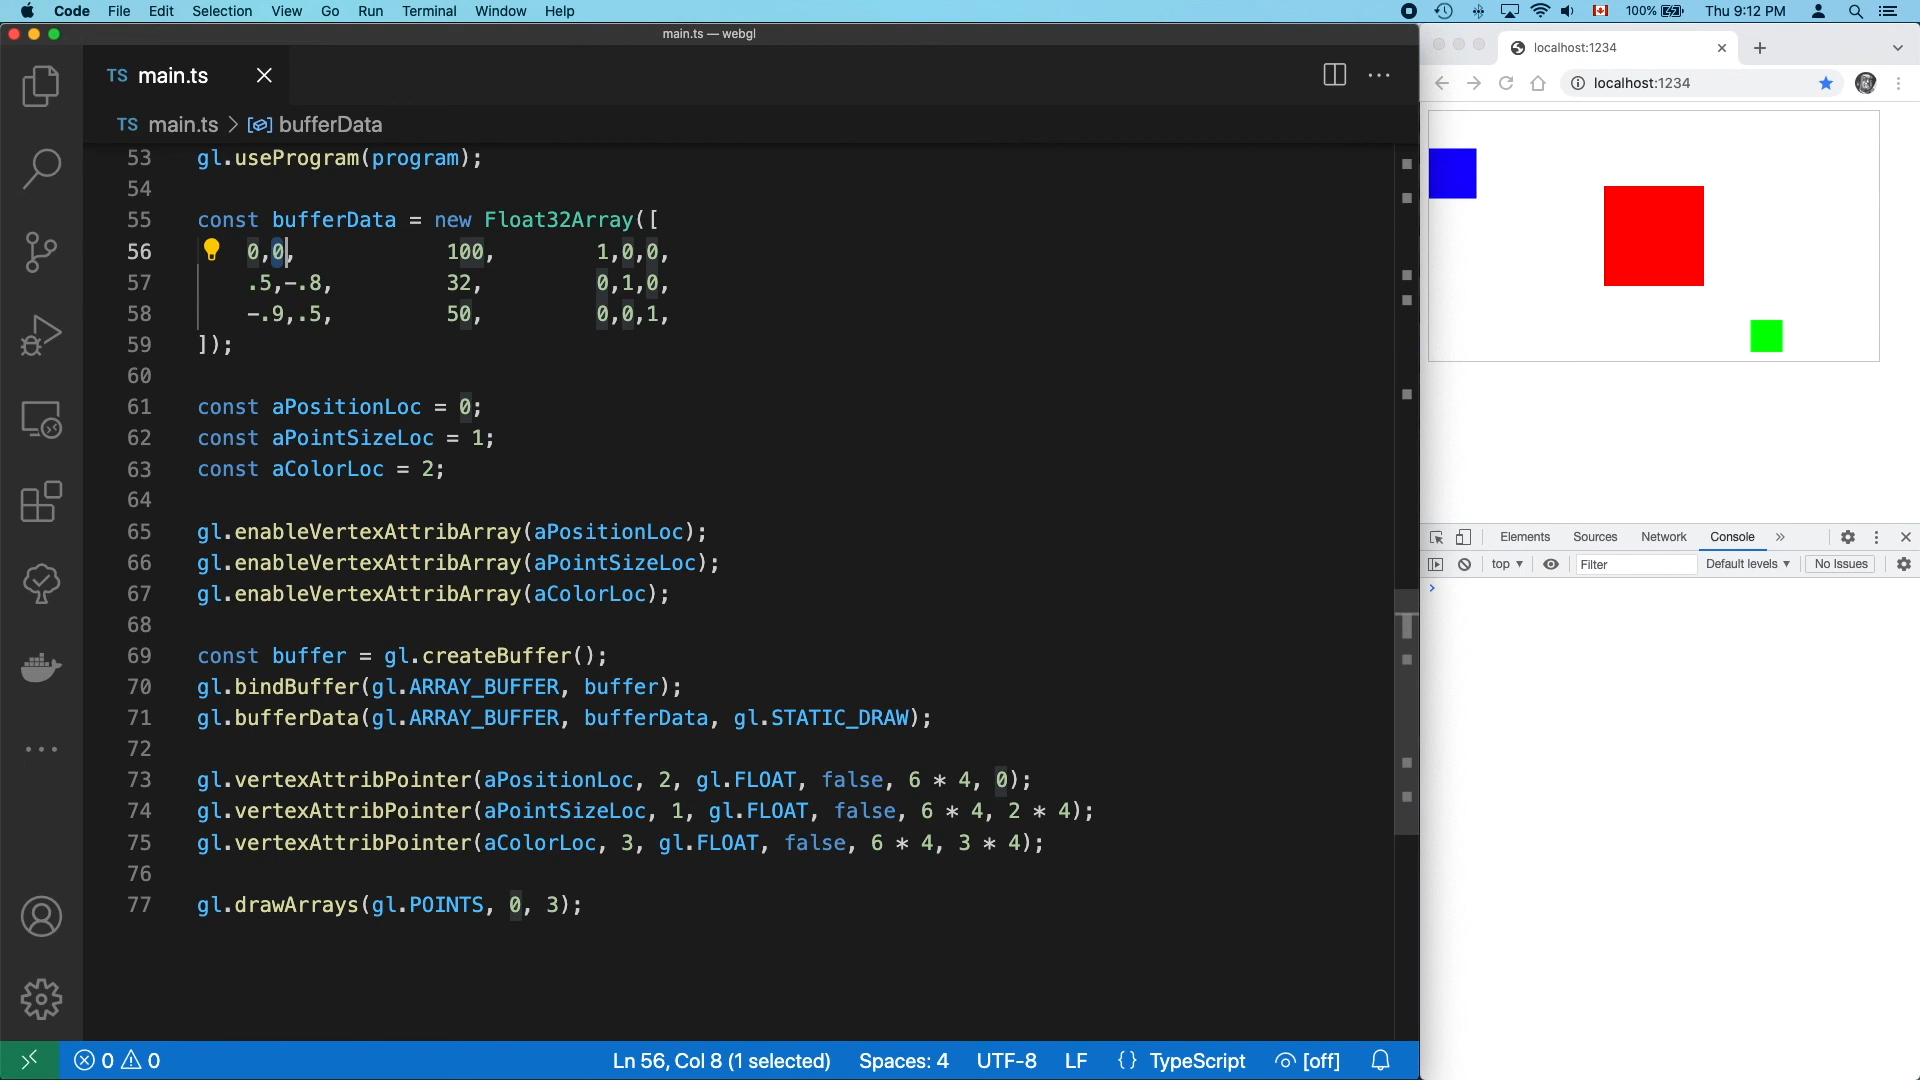 Code File Edit Selection View Go Run Terminal Window Help 100% Thu 9:12 PM
main.ts — webgl
TS main.ts
TS main.ts > bufferData
53 gl.useProgram(program);
54
55 const bufferData = new Float32Array([
56 0,0, 100, 1,0,0,
57 .5,-.8, 32, 0,1,0,
58 -.9,.5, 50, 0,0,1,
59 ]);
60
61 const aPositionLoc = 0;
62 const aPointSizeLoc = 1;
63 const aColorLoc = 2;
64
65 gl.enableVertexAttribArray(aPositionLoc);
66 gl.enableVertexAttribArray(aPointSizeLoc);
67 gl.enableVertexAttribArray(aColorLoc);
68
69 const buffer = gl.createBuffer();
70 gl.bindBuffer(gl.ARRAY_BUFFER, buffer);
71 gl.bufferData(gl.ARRAY_BUFFER, bufferData, gl.STATIC_DRAW);
72
73 gl.vertexAttribPointer(aPositionLoc, 2, gl.FLOAT, false, 6 * 4, 0);
74 gl.vertexAttribPointer(aPointSizeLoc, 1, gl.FLOAT, false, 6 * 4, 2 * 4);
75 gl.vertexAttribPointer(aColorLoc, 3, gl.FLOAT, false, 6 * 4, 3 * 4);
76
77 gl.drawArrays(gl.POINTS, 0, 3);
0 0 Ln 56, Col 8 (1 selected) Spaces: 4 UTF-8 LF {} TypeScript [off]
localhost:1234
localhost:1234
Elements Sources Network Console »
top Filter Default levels No Issues